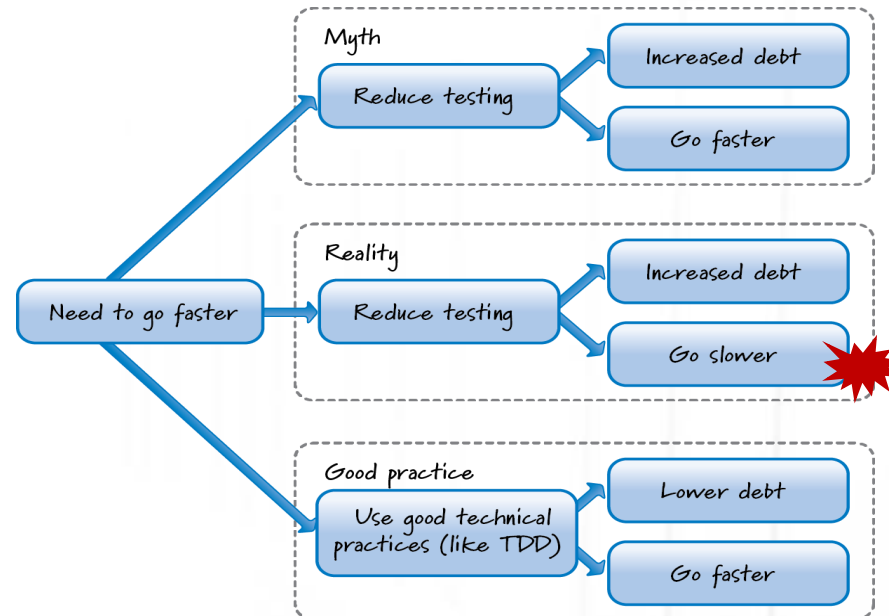 Myth
Reduce testing
Increased debt
Go faster
Need to go faster
Reality
Reduce testing
Increased debt
Go slower
Good practice
Use good technical
practices (like TDD)
Lower debt
Go faster